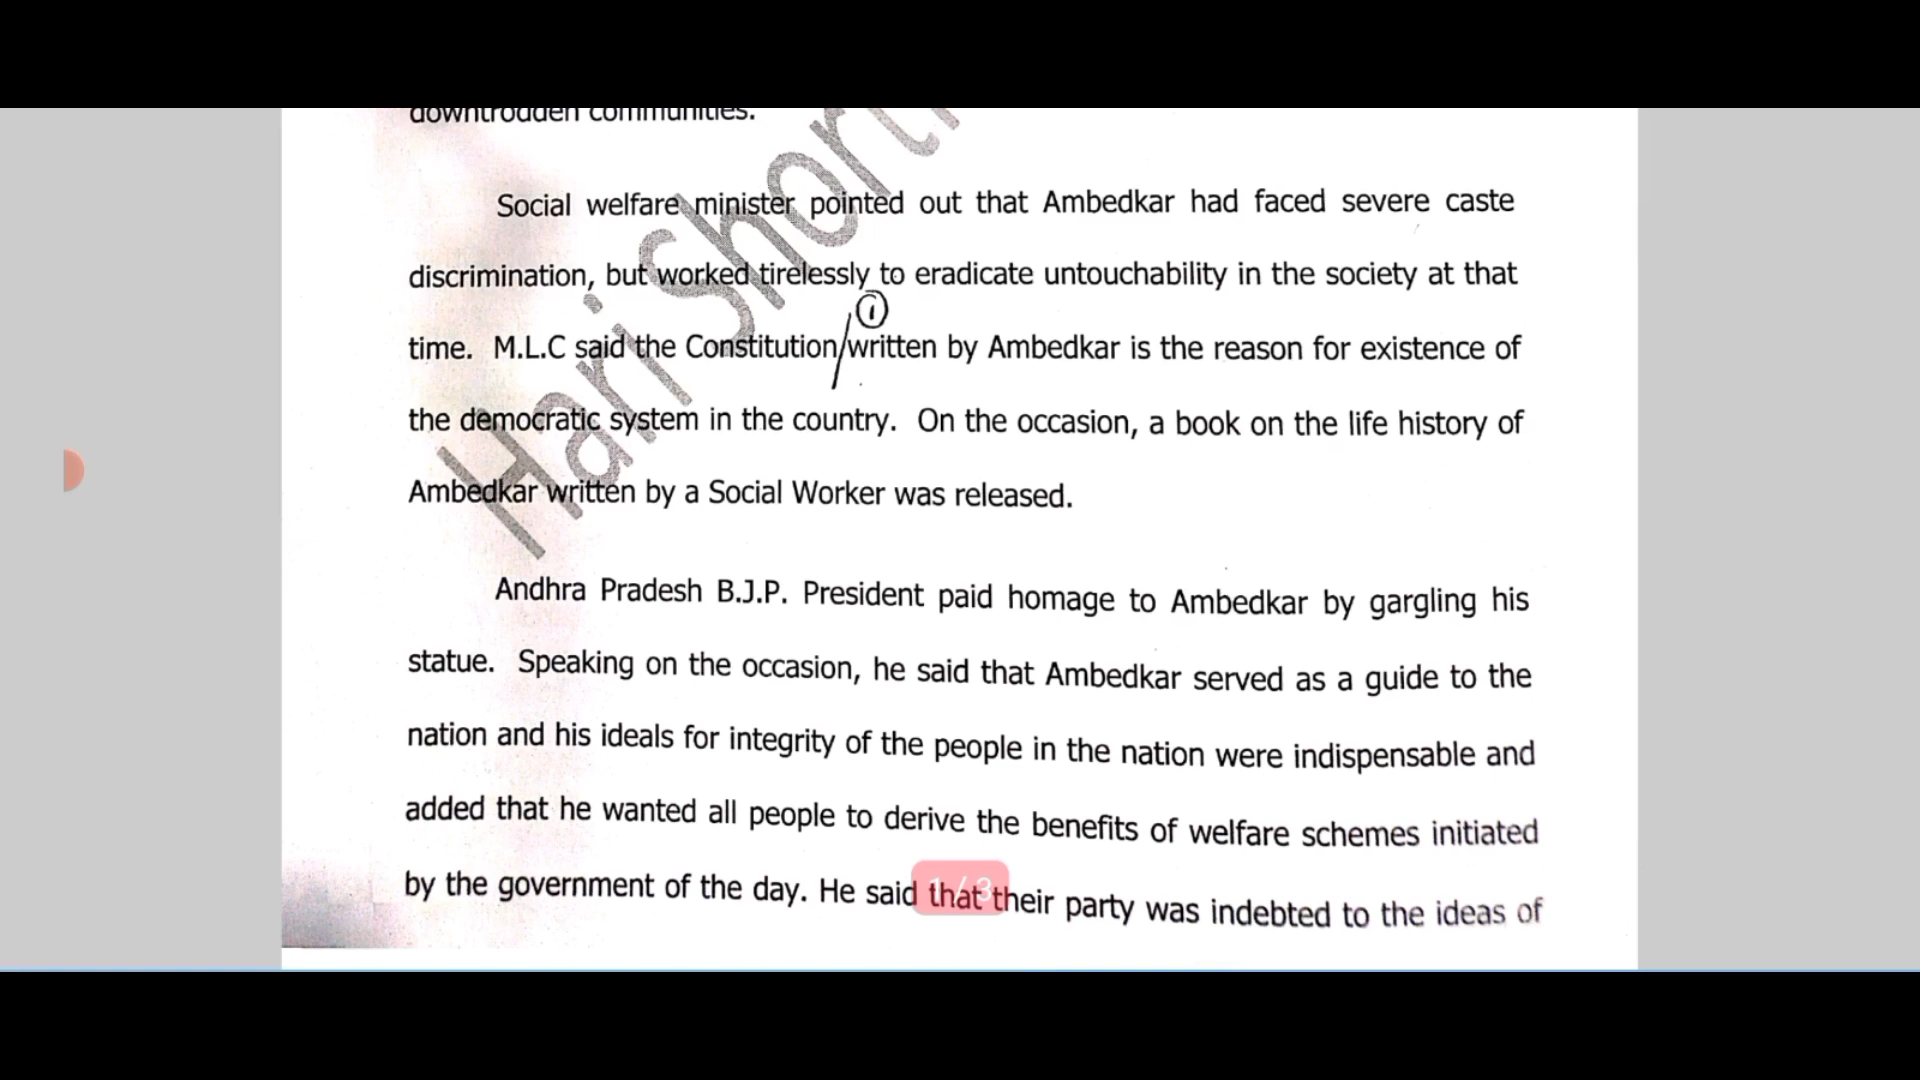 downtrodden communities.
Social welfare minister pointed out that Ambedkar had faced severe caste
discrimination, but worked tirelessly to eradicate untouchability in the society at that
①
time. M.L.C said the Constitution/written by Ambedkar is the reason for existence of
the democratic system in the country. On the occasion, a book on the life history of
Ambedkar written by a Social Worker was released.
Andhra Pradesh B.J.P. President paid homage to Ambedkar by gargling his
statue. Speaking on the occasion, he said that Ambedkar served as a guide to the
nation and his ideals for integrity of the people in the nation were indispensable and
added that he wanted all people to derive the benefits of welfare schemes initiated
by the government of the day. He said that their party was indebted to the ideas of
1 / 3
Hari Short